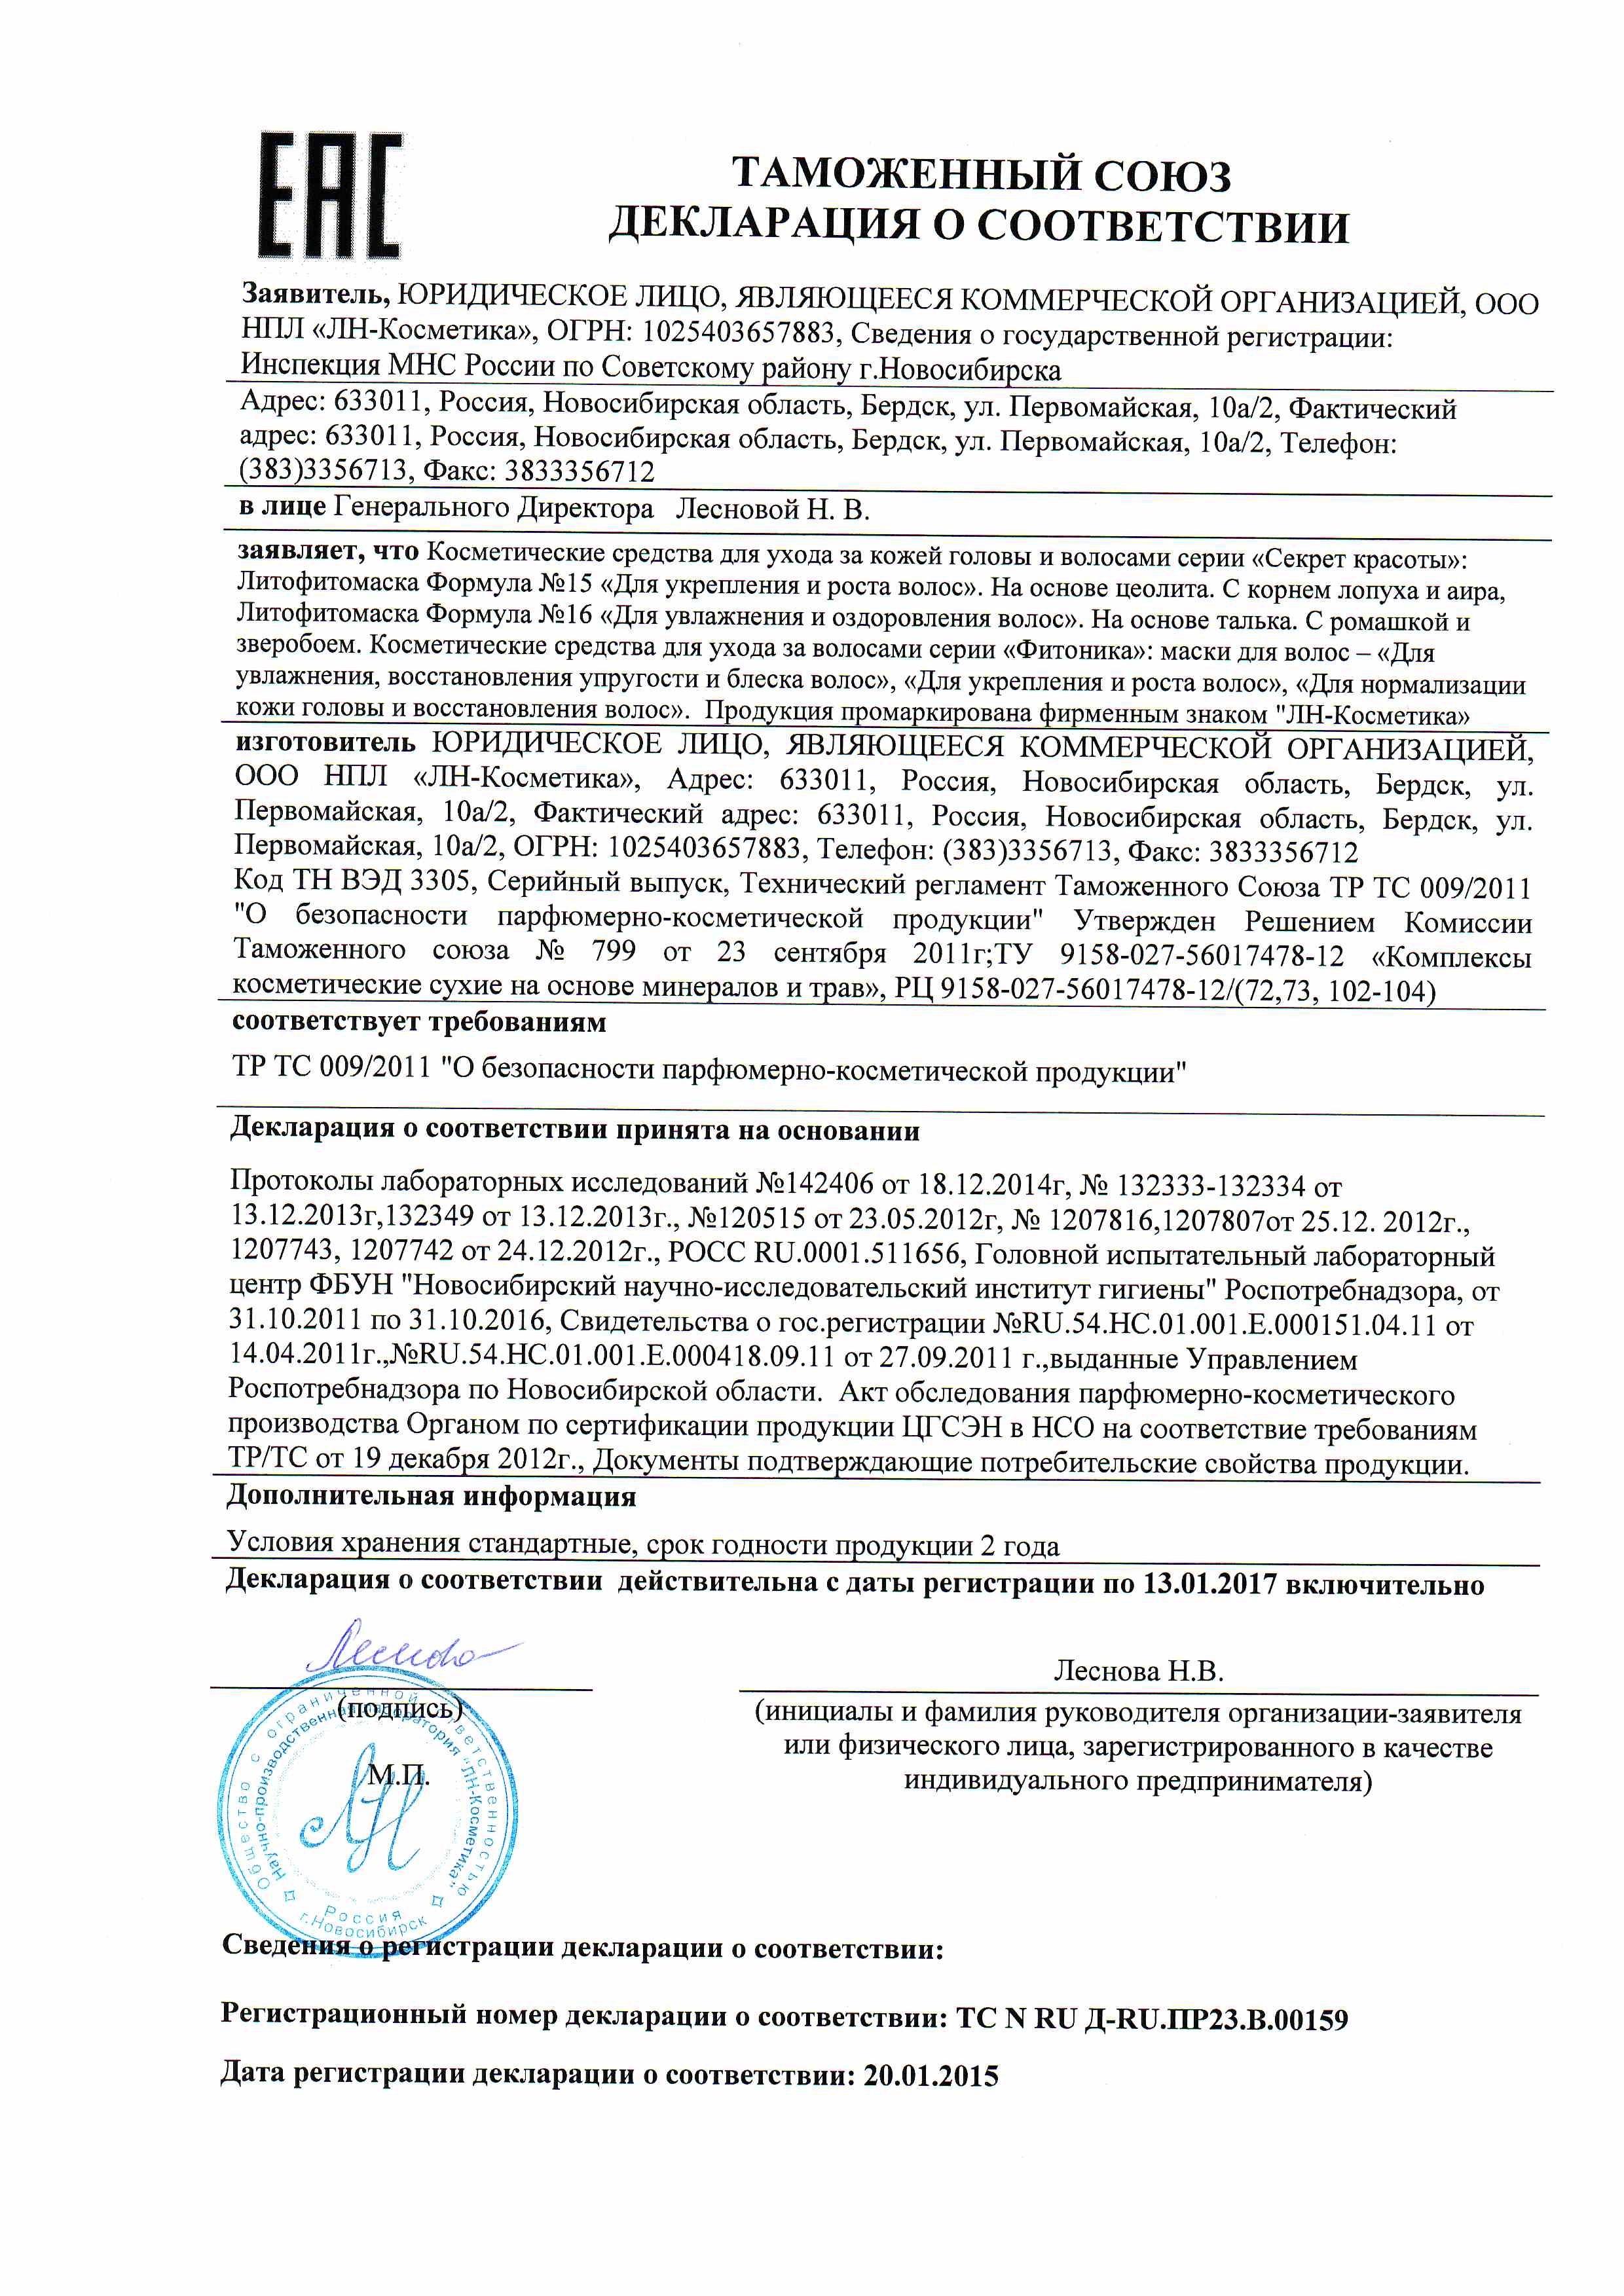 ЕАС
ТАМОЖЕННЫЙ СОЮЗ
ДЕКЛАРАЦИЯ О СООТВЕТСТВИИ
Заявитель, ЮРИДИЧЕСКОЕ ЛИЦО, ЯВЛЯЮЩЕЕСЯ КОММЕРЧЕСКОЙ ОРГАНИЗАЦИЕЙ, ООО
НПЛ «ЛН-Косметика», ОГРН: 1025403657883, Сведения о государственной регистрации:
Инспекция МНС России по Советскому району г.Новосибирска
Адрес: 633011, Россия, Новосибирская область, Бердск, ул. Первомайская, 10а/2, Фактический
адрес: 633011, Россия, Новосибирская область, Бердск, ул. Первомайская, 10а/2, Телефон:
(383)3356713, Факс: 3833356712
в лице Генерального Директора Лесновой Н. В.
заявляет, что Косметические средства для ухода за кожей головы и волосами серии «Секрет красоты»:
Литофитомаска Формула №15 «Для укрепления и роста волос». На основе цеолита. С корнем лопуха и аира,
Литофитомаска Формула №16 «Для увлажнения и оздоровления волос». На основе талька. С ромашкой и
зверобоем. Косметические средства для ухода за волосами серии «Фитоника»: маски для волос – «Для
увлажнения, восстановления упругости и блеска волос», «Для укрепления и роста волос», «Для нормализации
кожи головы и восстановления волос». Продукция промаркирована фирменным знаком "ЛН-Косметика»
изготовитель ЮРИДИЧЕСКОЕ ЛИЦО, ЯВЛЯЮЩЕЕСЯ КОММЕРЧЕСКОЙ ОРГАНИЗАЦИЕЙ,
ООО НПЛ «ЛН-Косметика», Адрес: 633011, Россия, Новосибирская область, Бердск, ул.
Первомайская, 10а/2, Фактический адрес: 633011, Россия, Новосибирская область, Бердск, ул.
Первомайская, 10а/2, ОГРН: 1025403657883, Телефон: (383)3356713, Факс: 3833356712
Код ТН ВЭД 3305, Серийный выпуск, Технический регламент Таможенного Союза ТР ТС 009/2011
"О безопасности парфюмерно-косметической продукции" Утвержден Решением Комиссии
Таможенного союза № 799 от 23 сентября 2011г;ТУ 9158-027-56017478-12 «Комплексы
косметические сухие на основе минералов и трав», РЦ 9158-027-56017478-12/(72,73, 102-104)
соответствует требованиям
ТР ТС 009/2011 "О безопасности парфюмерно-косметической продукции"
Декларация о соответствии принята на основании
Протоколы лабораторных исследований №142406 от 18.12.2014г, № 132333-132334 от
13.12.2013г,132349 от 13.12.2013г., №120515 от 23.05.2012г, № 1207816,1207807от 25.12. 2012г.,
1207743, 1207742 от 24.12.2012г., РОСС RU.0001.511656, Головной испытательный лабораторный
центр ФБУН "Новосибирский научно-исследовательский институт гигиены" Роспотребнадзора, от
31.10.2011 по 31.10.2016, Свидетельства о гос.регистрации №RU.54.НС.01.001.Е.000151.04.11 от
14.04.2011г.,№RU.54.НС.01.001.Е.000418.09.11 от 27.09.2011 г.,выданные Управлением
Роспотребнадзора по Новосибирской области. Акт обследования парфюмерно-косметического
производства Органом по сертификации продукции ЦГСЭН в НСО на соответствие требованиям
ТР/ТС от 19 декабря 2012г., Документы подтверждающие потребительские свойства продукции.
Дополнительная информация
Условия хранения стандартные, срок годности продукции 2 года
Декларация о соответствии действительна с даты регистрации по 13.01.2017 включительно
Леснова
Леснова Н.В.
(подпись)
(инициалы и фамилия руководителя организации-заявителя
или физического лица, зарегистрированного в качестве
индивидуального предпринимателя)
М.П.
Общество с ограниченной ответственностью
Научно-производственная лаборатория "ЛН-Косметика"
ЛН
Россия
г.Новосибирск
Сведения о регистрации декларации о соответствии:
Регистрационный номер декларации о соответствии: ТС N RU Д-RU.ПР23.В.00159
Дата регистрации декларации о соответствии: 20.01.2015